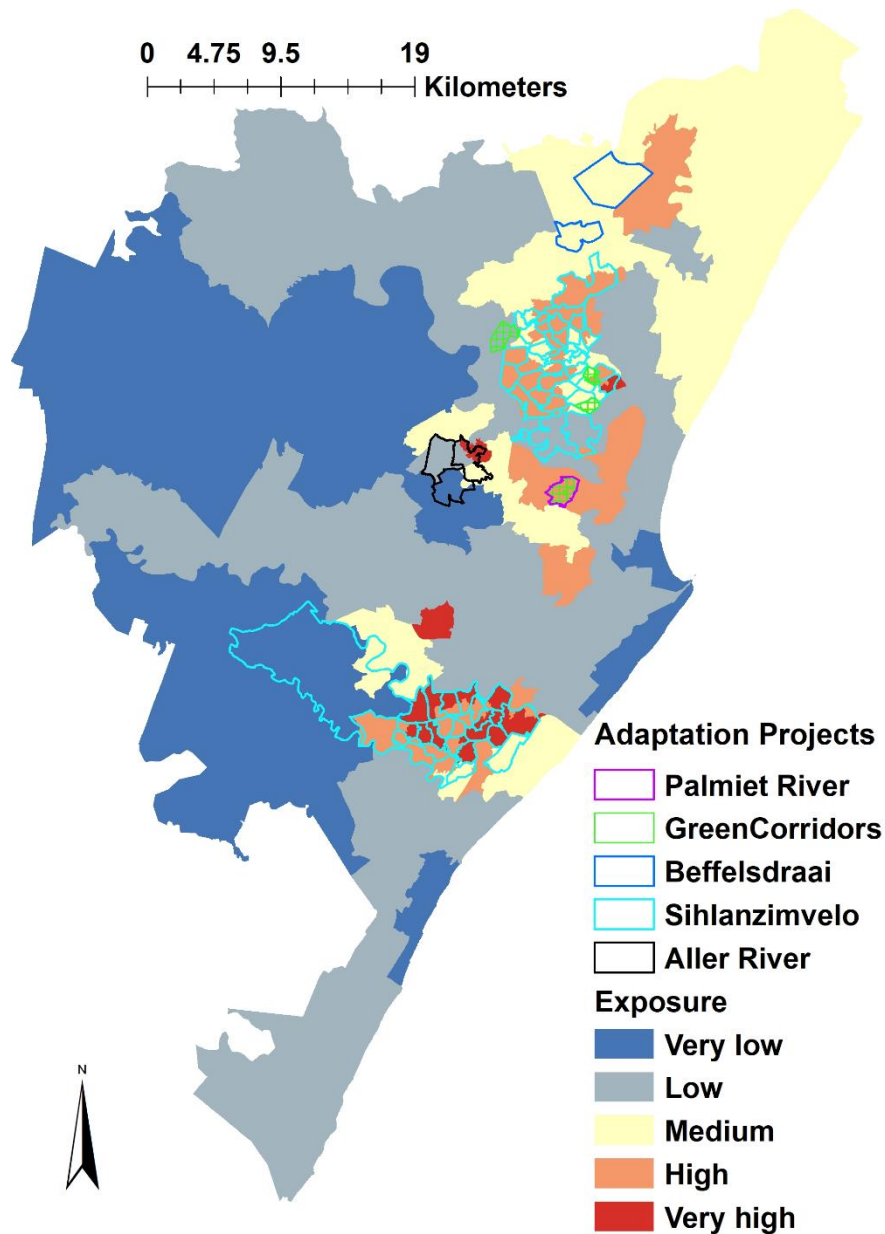 0 4.75 9.5 19
Kilometers
Adaptation Projects
Palmiet River
GreenCorridors
Beffelsdraai
Sihlanzimvelo
Aller River
Exposure
Very low
Low
Medium
High
Very high
N